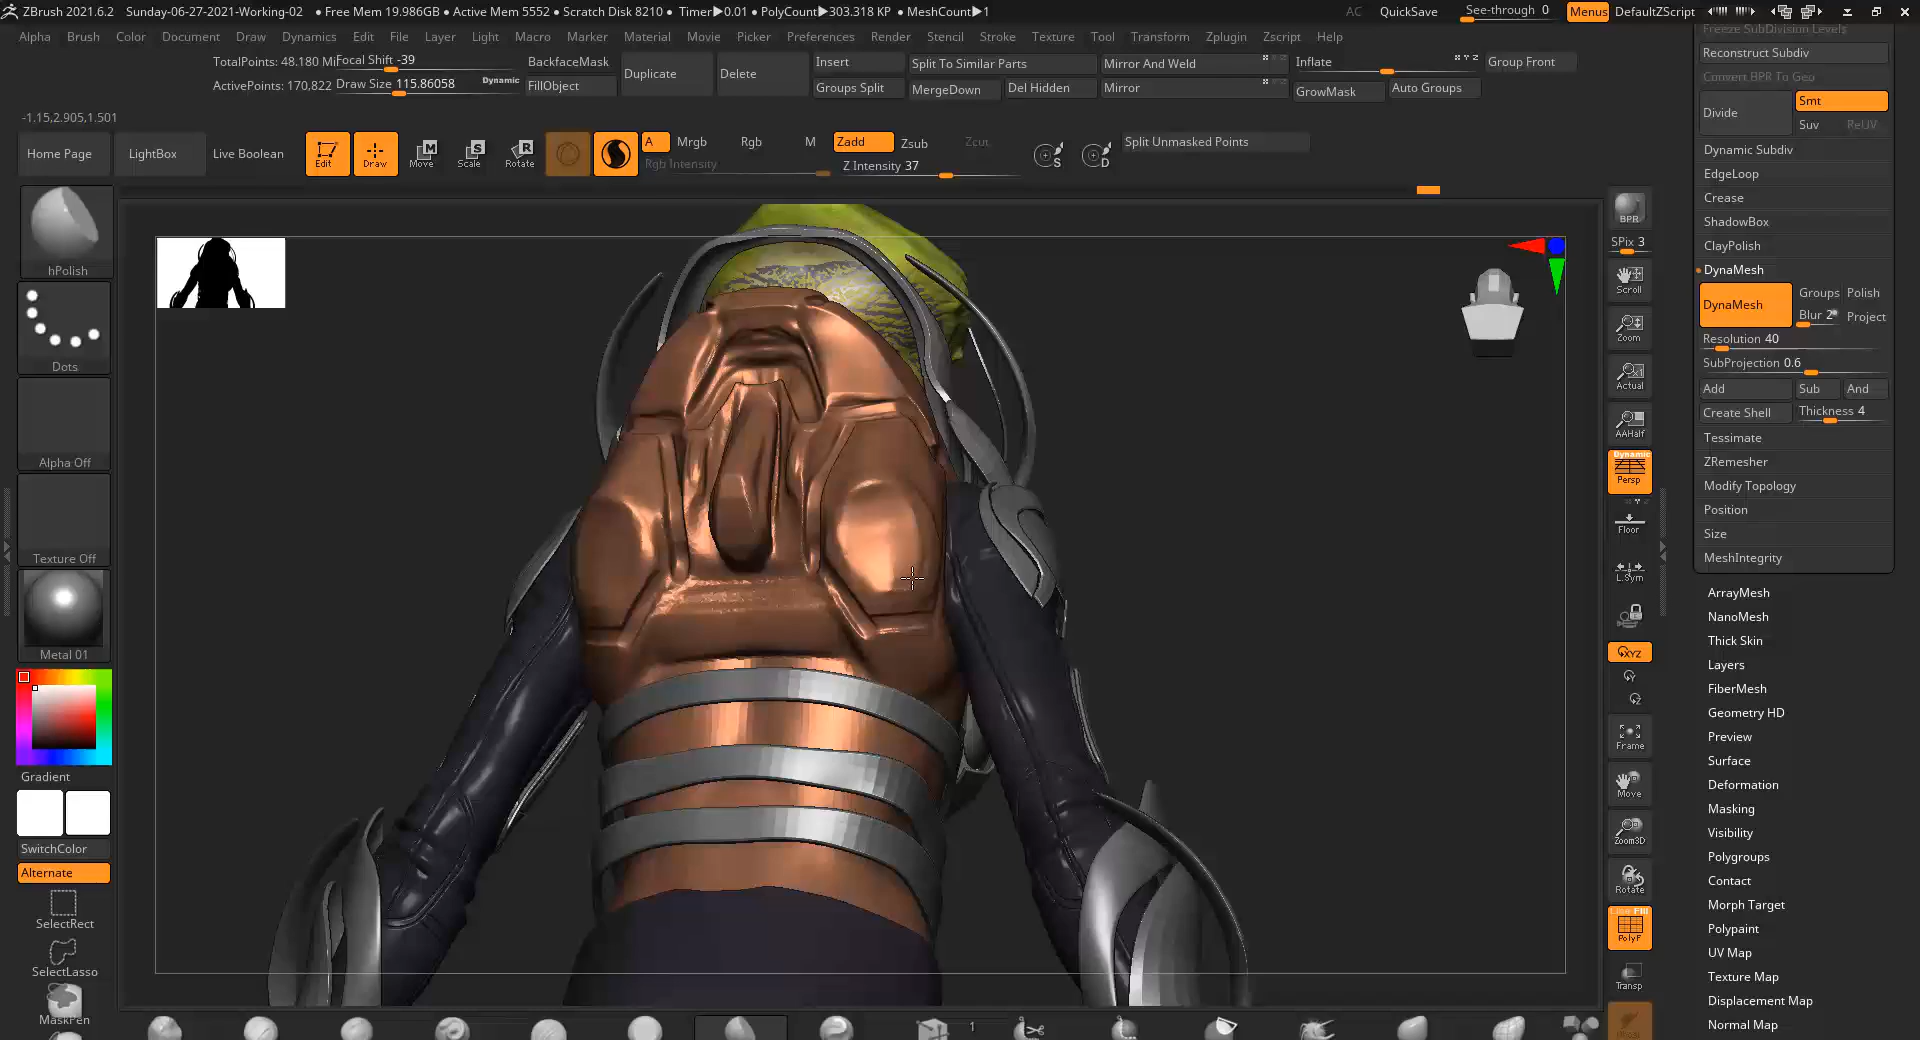 ZBrush 2021.6.2 Sunday-06-27-2021-Working-02 ● Free Mem 19.986GB ● Active Mem 5552 ● Scratch Disk 8210 ● Timer▶0.01 ● PolyCount▶303.318 KP ● MeshCount▶1 AC QuickSave See-through 0 Menus DefaultZScript
Alpha Brush Color Document Draw Dynamics Edit File Layer Light Macro Marker Material Movie Picker Preferences Render Stencil Stroke Texture Tool Transform Zplugin Zscript Help
TotalPoints: 48.180 Mi Focal Shift -39 BackfaceMask Duplicate Delete Insert Split To Similar Parts Mirror And Weld Inflate Group Front
ActivePoints: 170,822 Draw Size 115.86058 Dynamic FillObject Groups Split MergeDown Del Hidden Mirror GrowMask Auto Groups
-1.15,2.905,1.501
Home Page LightBox Live Boolean Edit Draw Move Scale Rotate A Mrgb Rgb M Zadd Zsub Zcut Split Unmasked Points
Rgb Intensity Z Intensity 37
M S R S D
hPolish
Dots
Alpha Off
Texture Off
Metal 01
Gradient
SwitchColor
Alternate
SelectRect
SelectLasso
MaskPen
1
BPR
SPix 3
Scroll
Zoom
Actual
AAHalf
Dynamic
Persp
Floor
L.Sym
XYZ
Y
Z
Frame
Move
Zoom3D
Rotate
Line Fill
PolyF
Transp
Freeze SubDivision Levels
Reconstruct Subdiv
Convert BPR To Geo
Divide Smt
Suv ReUV
Dynamic Subdiv
EdgeLoop
Crease
ShadowBox
ClayPolish
DynaMesh
DynaMesh Groups Polish
Blur 2 Project
Resolution 40
SubProjection 0.6
Add Sub And
Create Shell Thickness 4
Tessimate
ZRemesher
Modify Topology
Position
Size
MeshIntegrity
ArrayMesh
NanoMesh
Thick Skin
Layers
FiberMesh
Geometry HD
Preview
Surface
Deformation
Masking
Visibility
Polygroups
Contact
Morph Target
Polypaint
UV Map
Texture Map
Displacement Map
Normal Map